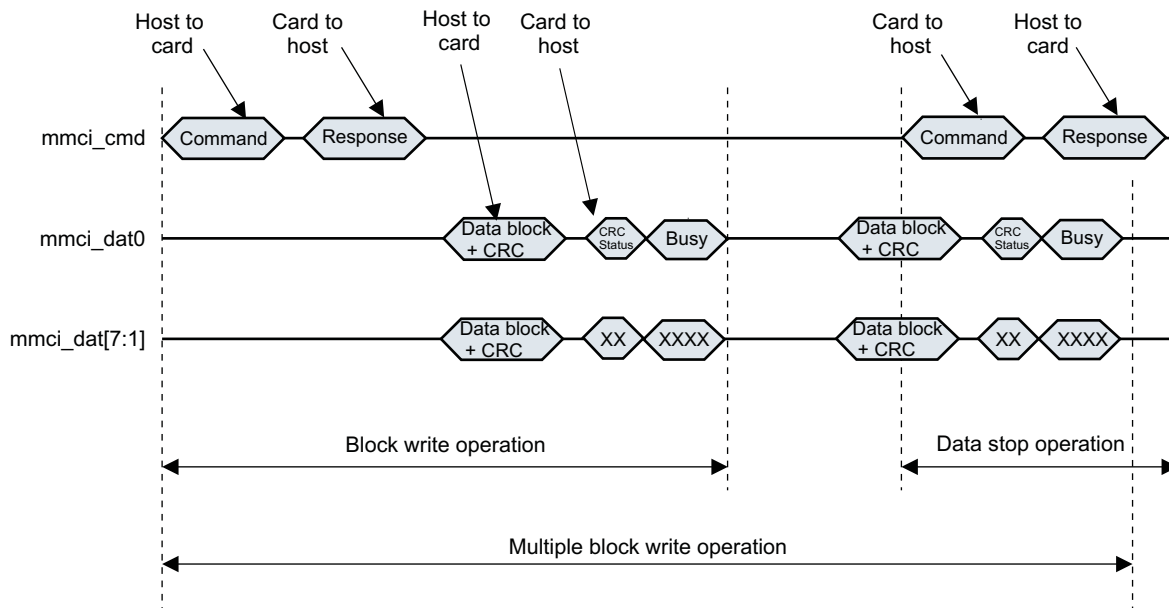 Host to
card
Card to
host
Host to
card
Card to
host
Card to
host
Host to
card
mmci_cmd
Command
Response
Command
Response
mmci_dat0
Data block
+ CRC
CRC
Status
Busy
Data block
+ CRC
CRC
Status
Busy
mmci_dat[7:1]
Data block
+ CRC
XX
XXXX
Data block
+ CRC
XX
XXXX
Block write operation
Data stop operation
Multiple block write operation